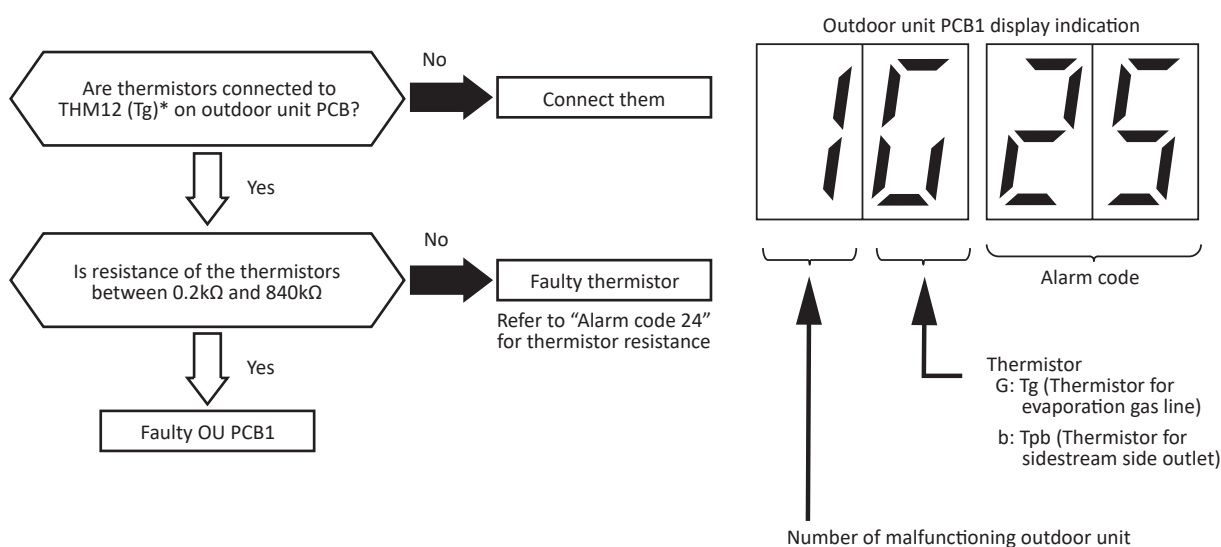 Are thermistors connected to
THM12 (Tg)* on outdoor unit PCB?
No
Connect them
Yes
Is resistance of the thermistors
between 0.2kΩ and 840kΩ
No
Faulty thermistor
Refer to “Alarm code 24”
for thermistor resistance
Yes
Faulty OU PCB1
Outdoor unit PCB1 display indication
1G 25
Alarm code
Thermistor
G: Tg (Thermistor for
evaporation gas line)
b: Tpb (Thermistor for
sidestream side outlet)
Number of malfunctioning outdoor unit